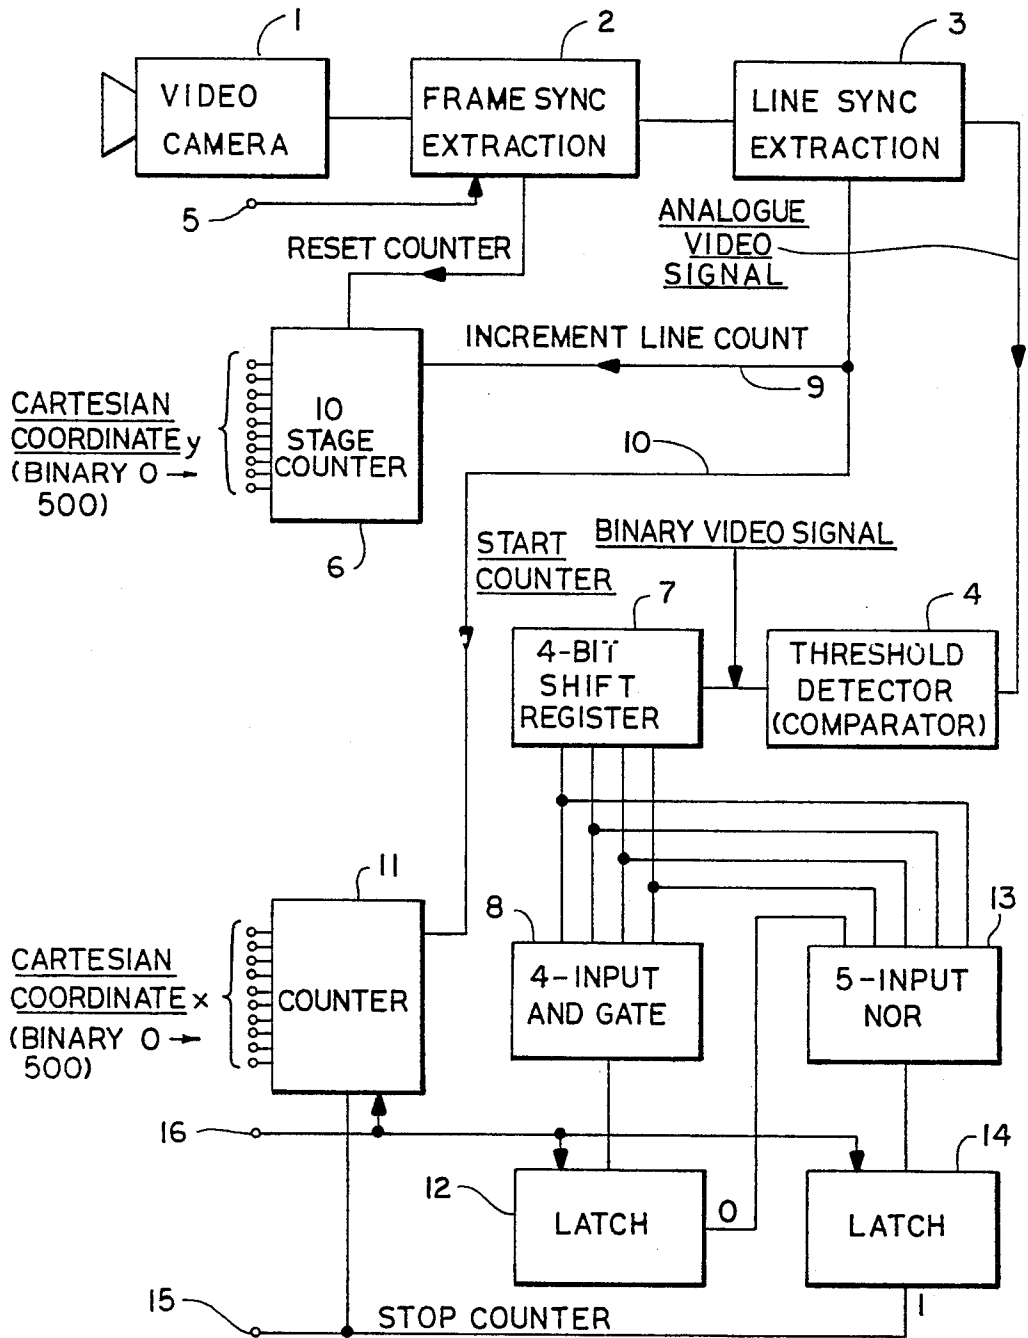 1
2
3
VIDEO
CAMERA
FRAME SYNC
EXTRACTION
LINE SYNC
EXTRACTION
5
RESET COUNTER
ANALOGUE
VIDEO
SIGNAL
INCREMENT LINE COUNT
9
CARTESIAN
COORDINATE y
(BINARY 0 →
500)
10
STAGE
COUNTER
6
10
START
COUNTER
BINARY VIDEO SIGNAL
7
4
4-BIT
SHIFT
REGISTER
THRESHOLD
DETECTOR
(COMPARATOR)
11
8
13
CARTESIAN
COORDINATE x
(BINARY 0 →
500)
COUNTER
4-INPUT
AND GATE
5-INPUT
NOR
16
12
14
LATCH
0
LATCH
15
STOP COUNTER
1